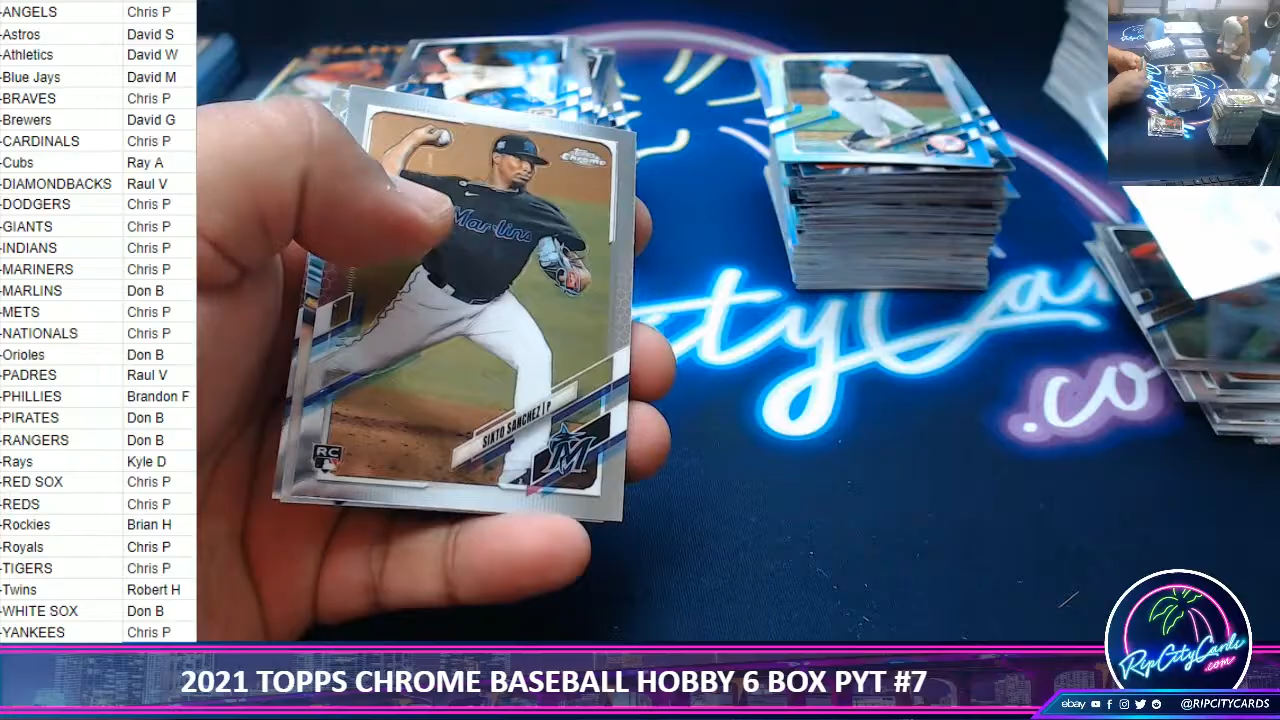 -ANGELS Chris P
-Astros David S
-Athletics David W
-Blue Jays David M
-BRAVES Chris P
-Brewers David G
-CARDINALS Chris P
-Cubs Ray A
-DIAMONDBACKS Raul V
-DODGERS Chris P
-GIANTS Chris P
-INDIANS Chris P
-MARINERS Chris P
-MARLINS Don B
-METS Chris P
-NATIONALS Chris P
-Orioles Don B
-PADRES Raul V
-PHILLIES Brandon F
-PIRATES Don B
-RANGERS Don B
-Rays Kyle D
-RED SOX Chris P
-REDS Chris P
-Rockies Brian H
-Royals Chris P
-TIGERS Chris P
-Twins Robert H
-WHITE SOX Don B
-YANKEES Chris P
Topps
Chrome
Marlins
SIXTO SANCHEZ | P
RC
M
.co
RipCityCards
.com
2021 TOPPS CHROME BASEBALL HOBBY 6 BOX PYT #7
ebay @RIPCITYCARDS